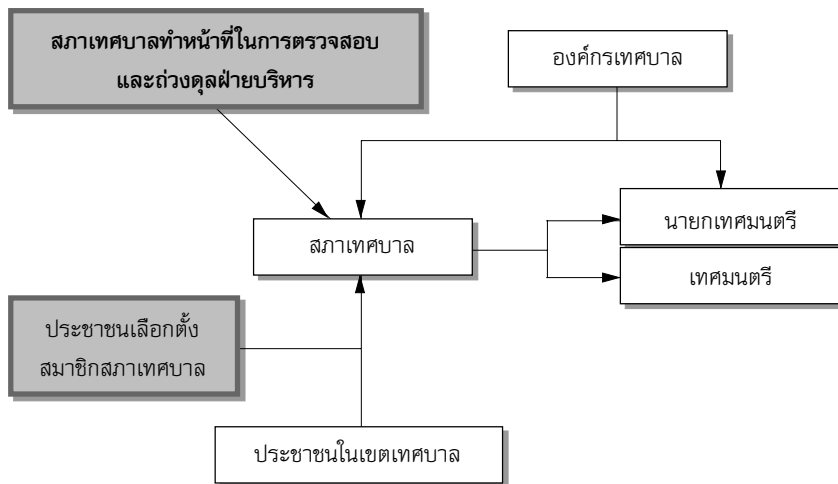 สภาเทศบาลทำหน้าที่ในการตรวจสอบ
และถ่วงดุลฝ่ายบริหาร
องค์กรเทศบาล
นายกเทศมนตรี
สภาเทศบาล
เทศมนตรี
ประชาชนเลือกตั้ง
สมาชิกสภาเทศบาล
ประชาชนในเขตเทศบาล